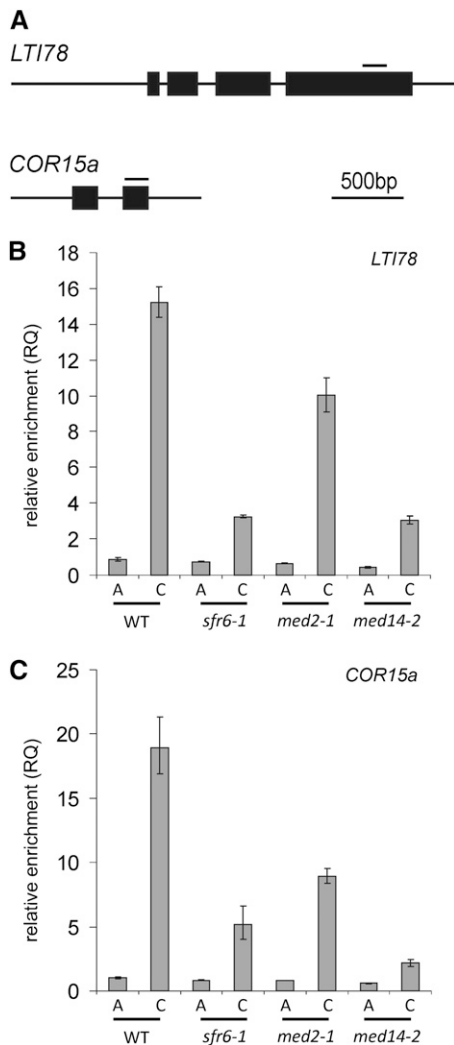 A
LTI78
COR15a
500bp
B
LTI78
relative enrichment (RQ)
18
16
14
12
10
8
6
4
2
0
A C A C A C A C
WT sfr6-1 med2-1 med14-2
C
COR15a
relative enrichment (RQ)
25
20
15
10
5
0
A C A C A C A C
WT sfr6-1 med2-1 med14-2